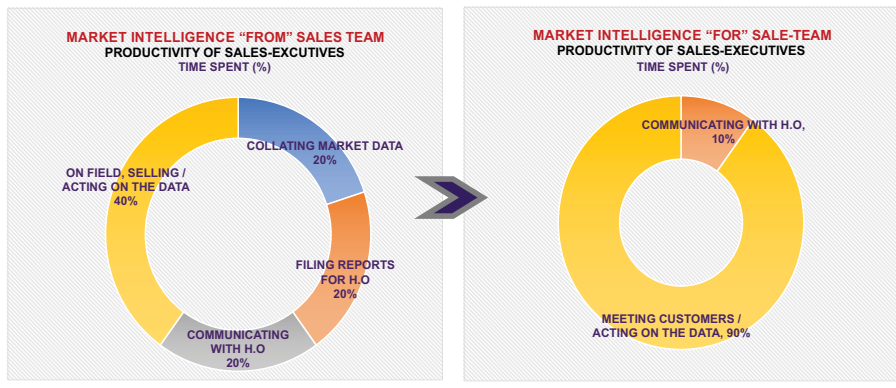 MARKET INTELLIGENCE “FROM” SALES TEAM
PRODUCTIVITY OF SALES-EXCUTIVES
TIME SPENT (%)
COLLATING MARKET DATA
20%
ON FIELD, SELLING /
ACTING ON THE DATA
40%
FILING REPORTS
FOR H.O
20%
COMMUNICATING
WITH H.O
20%
MARKET INTELLIGENCE “FOR” SALE-TEAM
PRODUCTIVITY OF SALES-EXECUTIVES
TIME SPENT (%)
COMMUNICATING WITH H.O,
10%
MEETING CUSTOMERS /
ACTING ON THE DATA, 90%